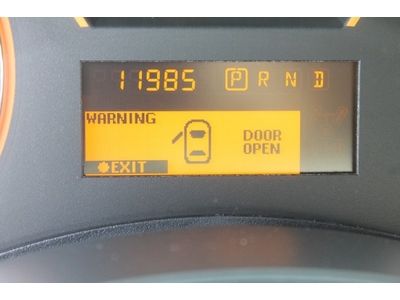 11985 P R N D
WARNING
DOOR
OPEN
EXIT